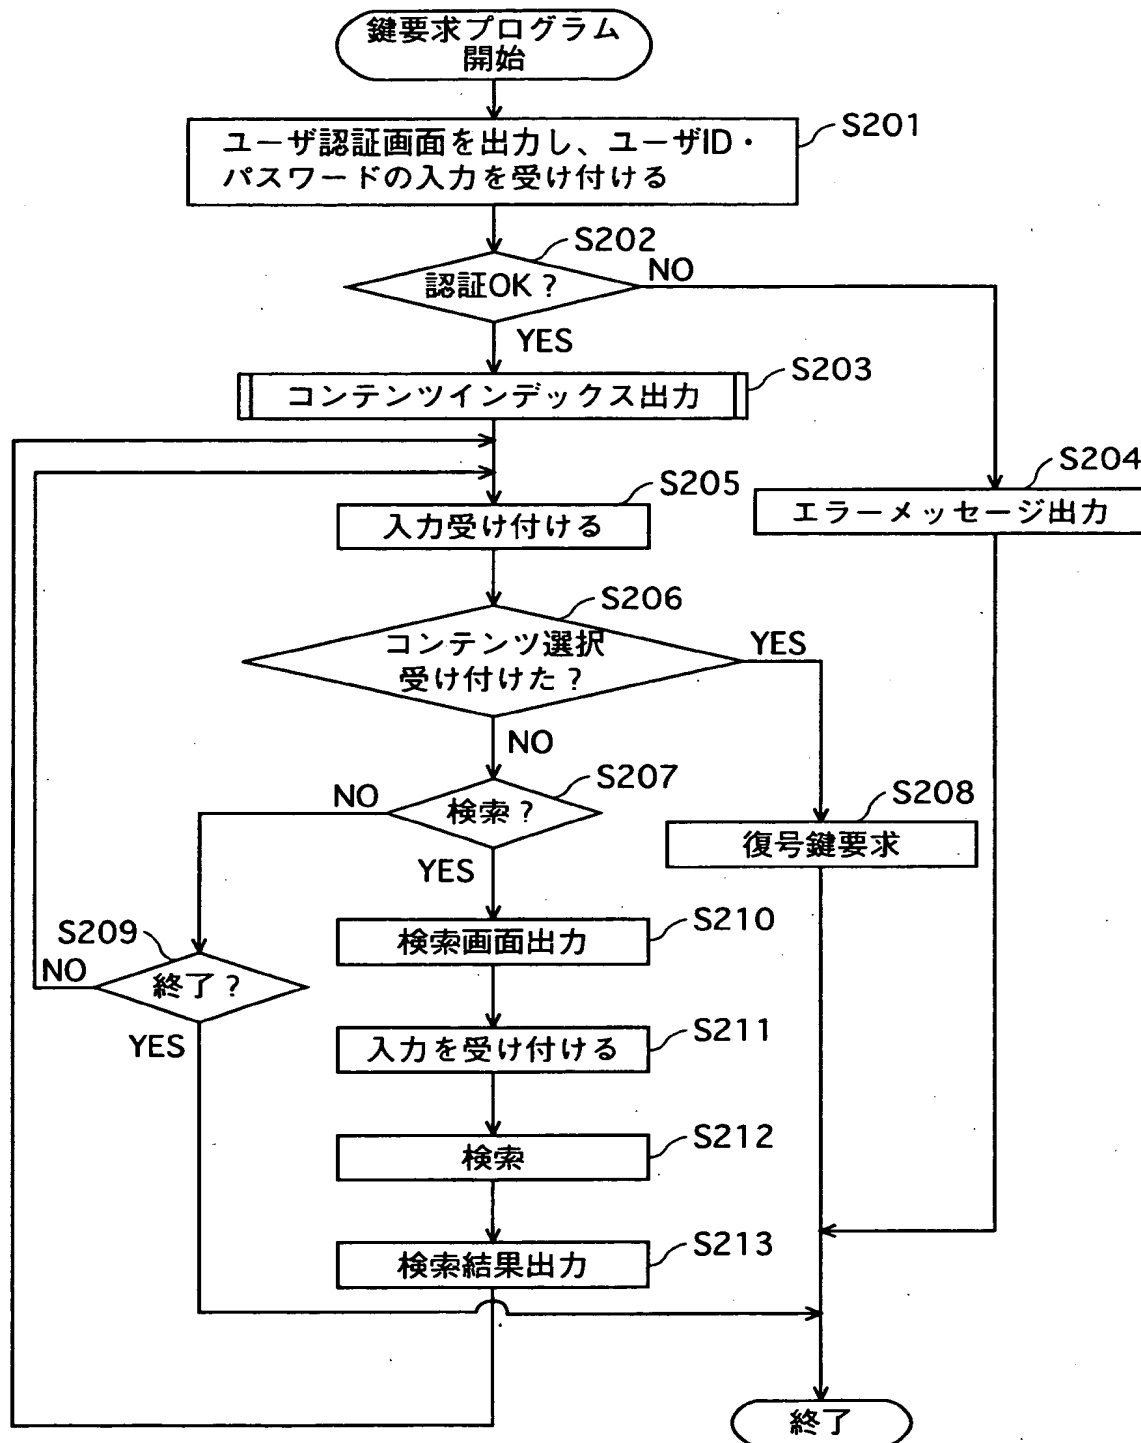 鍵要求プログラム
開始
S201
ユーザ認証画面を出力し、ユーザID・
パスワードの入力を受け付ける
S202
認証OK？
NO
YES
S203
コンテンツインデックス出力
S204
エラーメッセージ出力
S205
入力受け付ける
S206
コンテンツ選択
受け付けた？
YES
NO
S207
検索？
NO
YES
S208
復号鍵要求
S209
終了？
NO
YES
S210
検索画面出力
S211
入力を受け付ける
S212
検索
S213
検索結果出力
終了